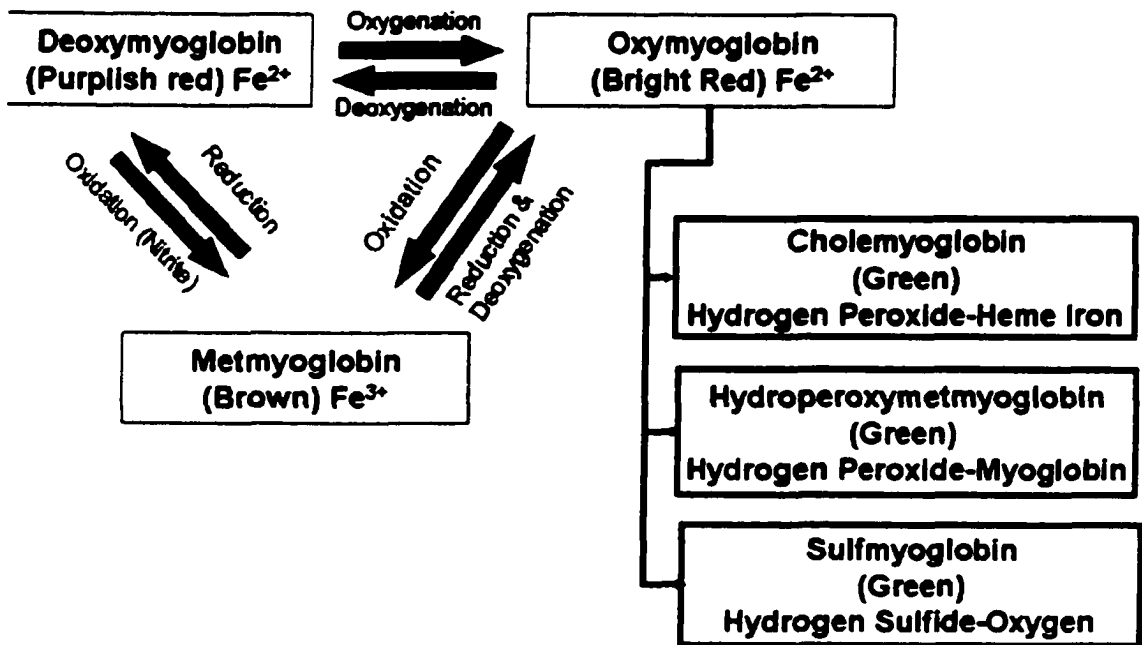 Deoxymyoglobin
(Purplish red) Fe²⁺
Oxygenation
Deoxygenation
Oxymyoglobin
(Bright Red) Fe²⁺
Oxidation (Nitrite)
Reduction
Oxidation
Reduction &
Deoxygenation
Metmyoglobin
(Brown) Fe³⁺
Cholemyoglobin
(Green)
Hydrogen Peroxide-Heme Iron
Hydroperoxymetmyoglobin
(Green)
Hydrogen Peroxide-Myoglobin
Sulfmyoglobin
(Green)
Hydrogen Sulfide-Oxygen